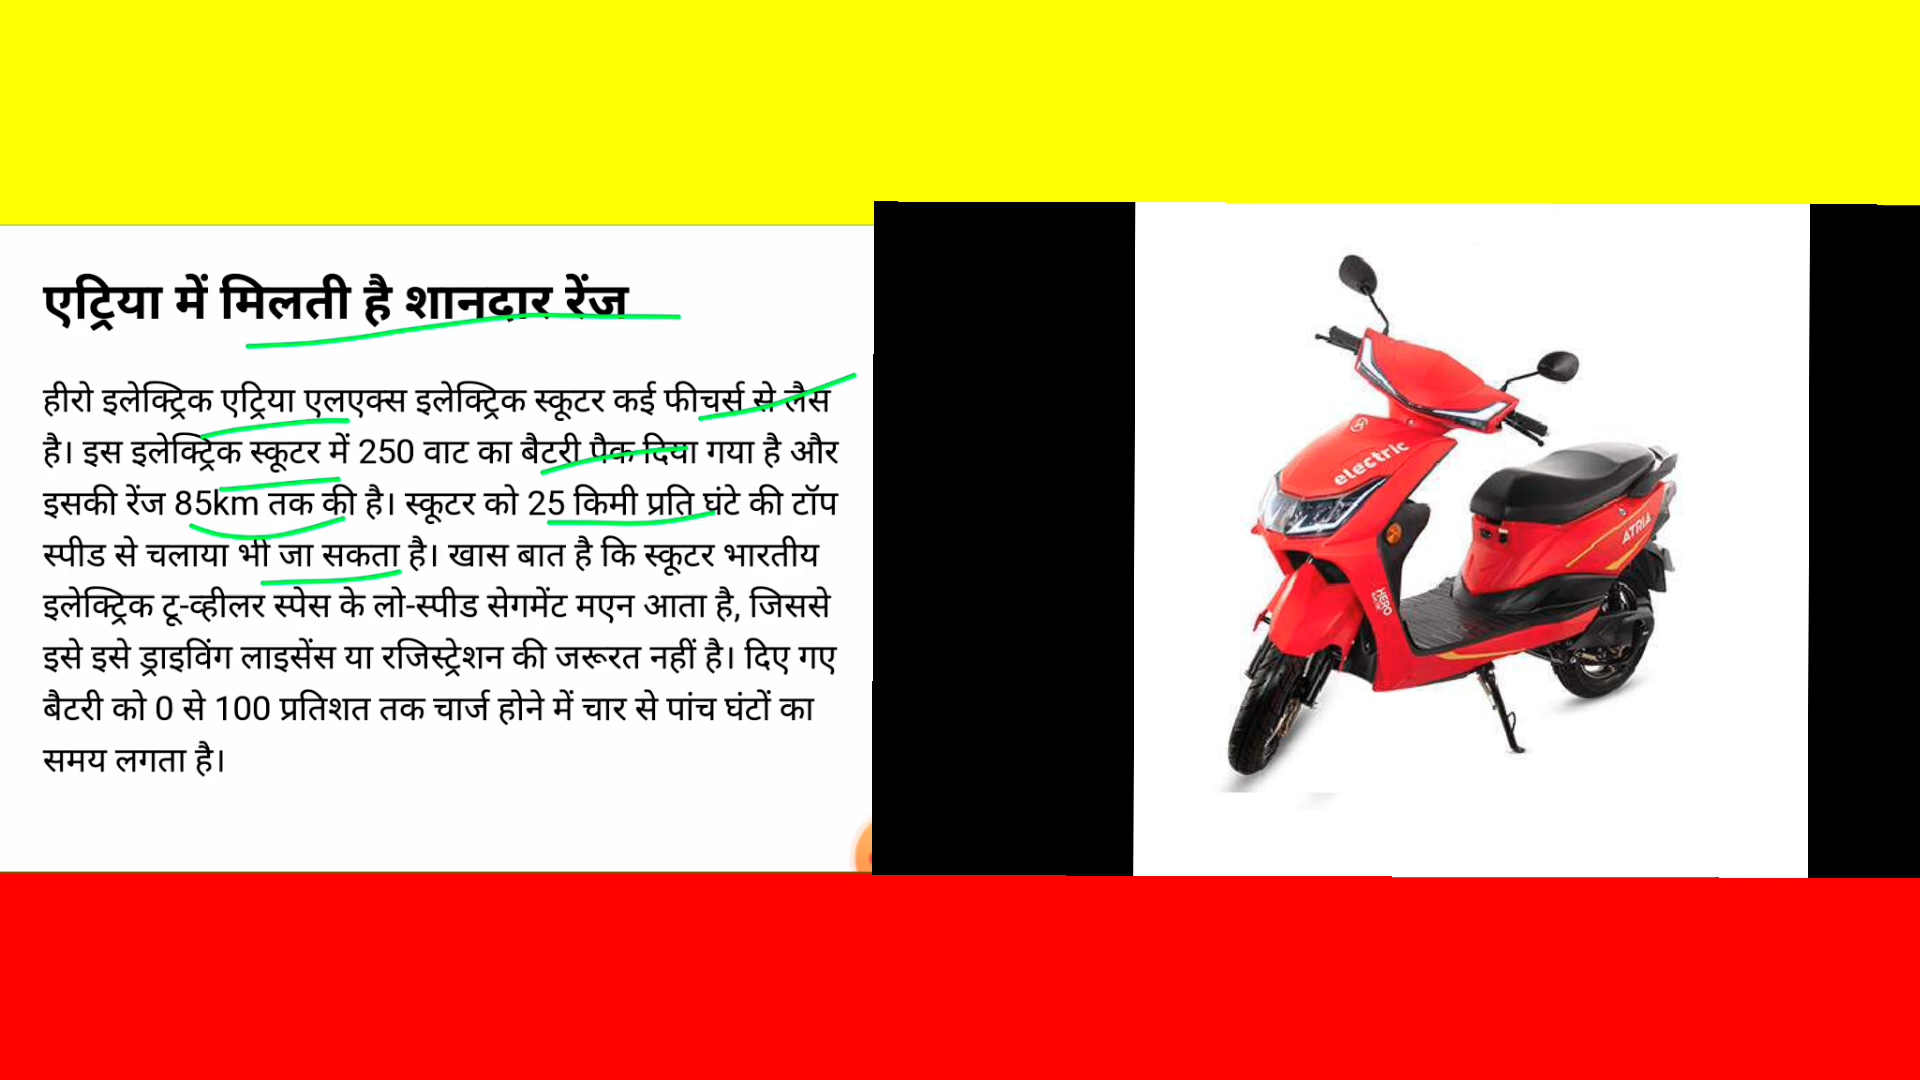 एट्रिया में मिलती है शानदार रेंज
हीरो इलेक्ट्रिक एट्रिया एलएक्स इलेक्ट्रिक स्कूटर कई फीचर्स से लैस
है। इस इलेक्ट्रिक स्कूटर में 250 वाट का बैटरी पैक दिया गया है और
इसकी रेंज 85km तक की है। स्कूटर को 25 किमी प्रति घंटे की टॉप
स्पीड से चलाया भी जा सकता है। खास बात है कि स्कूटर भारतीय
इलेक्ट्रिक टू-व्हीलर स्पेस के लो-स्पीड सेगमेंट मएन आता है, जिससे
इसे इसे ड्राइविंग लाइसेंस या रजिस्ट्रेशन की जरूरत नहीं है। दिए गए
बैटरी को 0 से 100 प्रतिशत तक चार्ज होने में चार से पांच घंटों का
समय लगता है।
electric
ATRIA
HERO